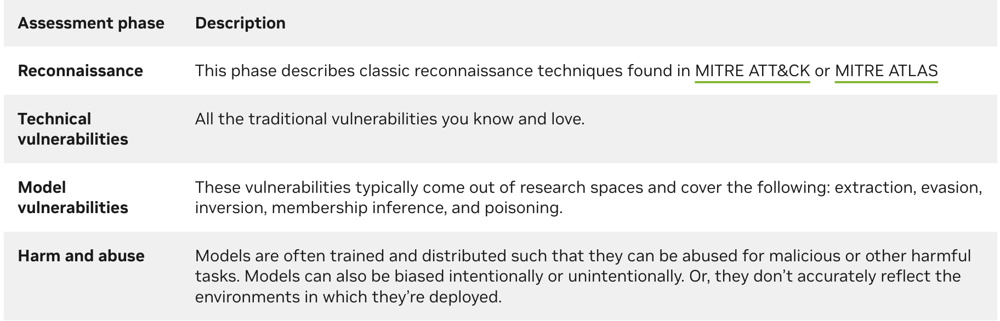 Assessment phase Description
Reconnaissance This phase describes classic reconnaissance techniques found in MITRE ATT&CK or MITRE ATLAS
Technical vulnerabilities All the traditional vulnerabilities you know and love.
Model vulnerabilities These vulnerabilities typically come out of research spaces and cover the following: extraction, evasion,
inversion, membership inference, and poisoning.
Harm and abuse Models are often trained and distributed such that they can be abused for malicious or other harmful
tasks. Models can also be biased intentionally or unintentionally. Or, they don’t accurately reflect the
environments in which they’re deployed.